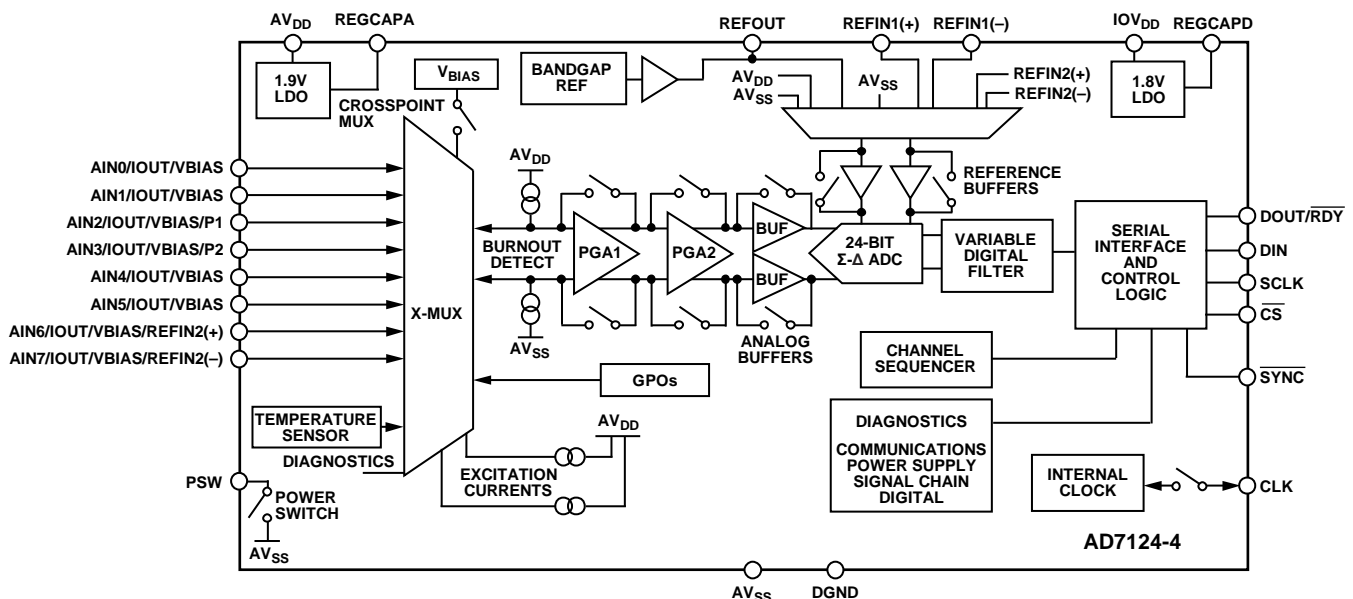 AVDD
REGCAPA
REFOUT
REFIN1(+)
REFIN1(–)
IOVDD
REGCAPD
1.9V
LDO
VBIAS
BANDGAP
REF
AVDD
AVSS
AVSS
REFIN2(+)
REFIN2(–)
1.8V
LDO
CROSSPOINT
MUX
AIN0/IOUT/VBIAS
AIN1/IOUT/VBIAS
AIN2/IOUT/VBIAS/P1
AIN3/IOUT/VBIAS/P2
AIN4/IOUT/VBIAS
AIN5/IOUT/VBIAS
AIN6/IOUT/VBIAS/REFIN2(+)
AIN7/IOUT/VBIAS/REFIN2(–)
X-MUX
AVDD
BURNOUT
DETECT
AVSS
PGA1
PGA2
BUF
BUF
ANALOG
BUFFERS
REFERENCE
BUFFERS
24-BIT
Σ-Δ ADC
VARIABLE
DIGITAL
FILTER
SERIAL
INTERFACE
AND
CONTROL
LOGIC
DOUT/RDY
DIN
SCLK
CS
SYNC
CHANNEL
SEQUENCER
GPOs
TEMPERATURE
SENSOR
DIAGNOSTICS
AVDD
EXCITATION
CURRENTS
DIAGNOSTICS
COMMUNICATIONS
POWER SUPPLY
SIGNAL CHAIN
DIGITAL
INTERNAL
CLOCK
CLK
PSW
POWER
SWITCH
AVSS
AD7124-4
AVSS
DGND